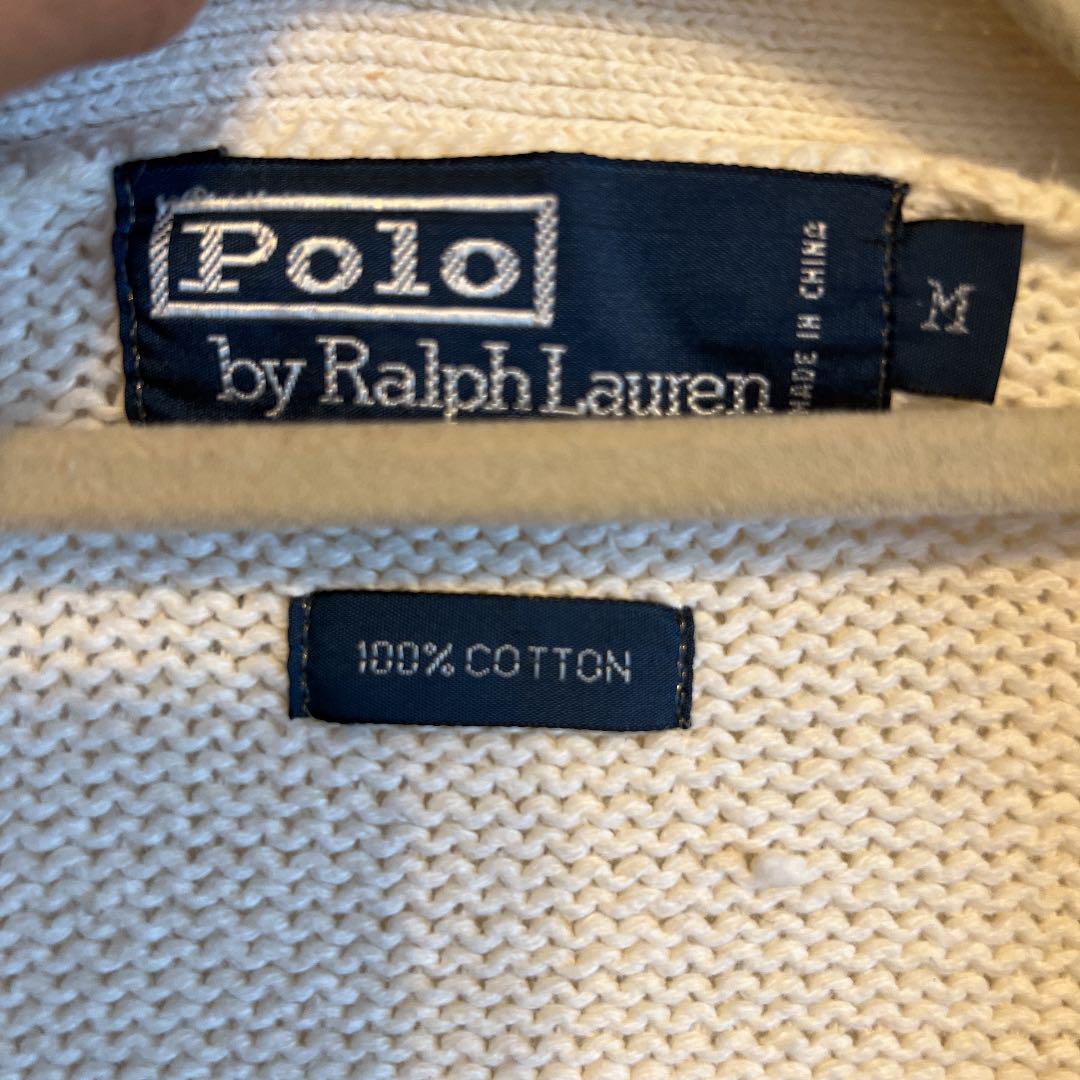 Polo
by Ralph Lauren
MADE IN CHINA
M
100% COTTON